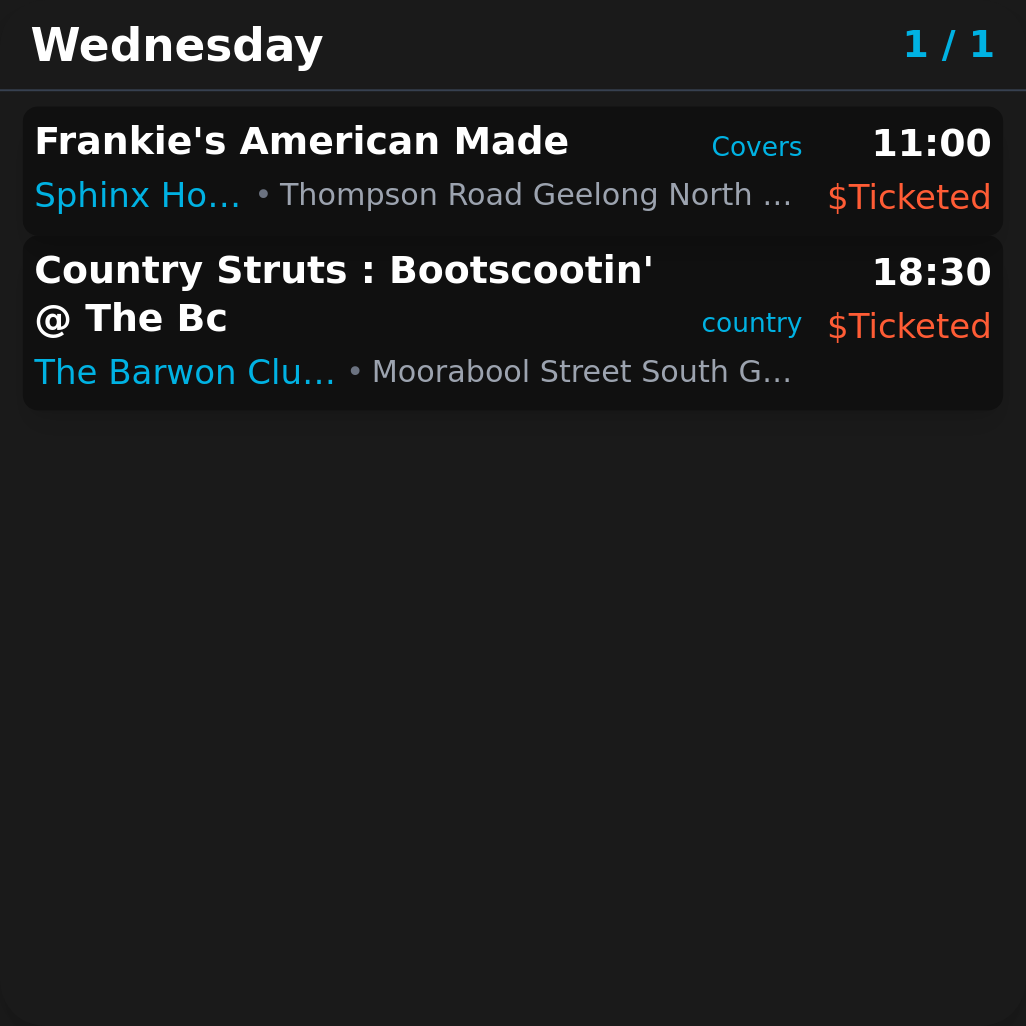 Wednesday 1 / 1
Frankie's American Made Covers 11:00
Sphinx Ho... • Thompson Road Geelong North ... $Ticketed
Country Struts : Bootscootin' 18:30
@ The Bc country $Ticketed
The Barwon Clu... • Moorabool Street South G...